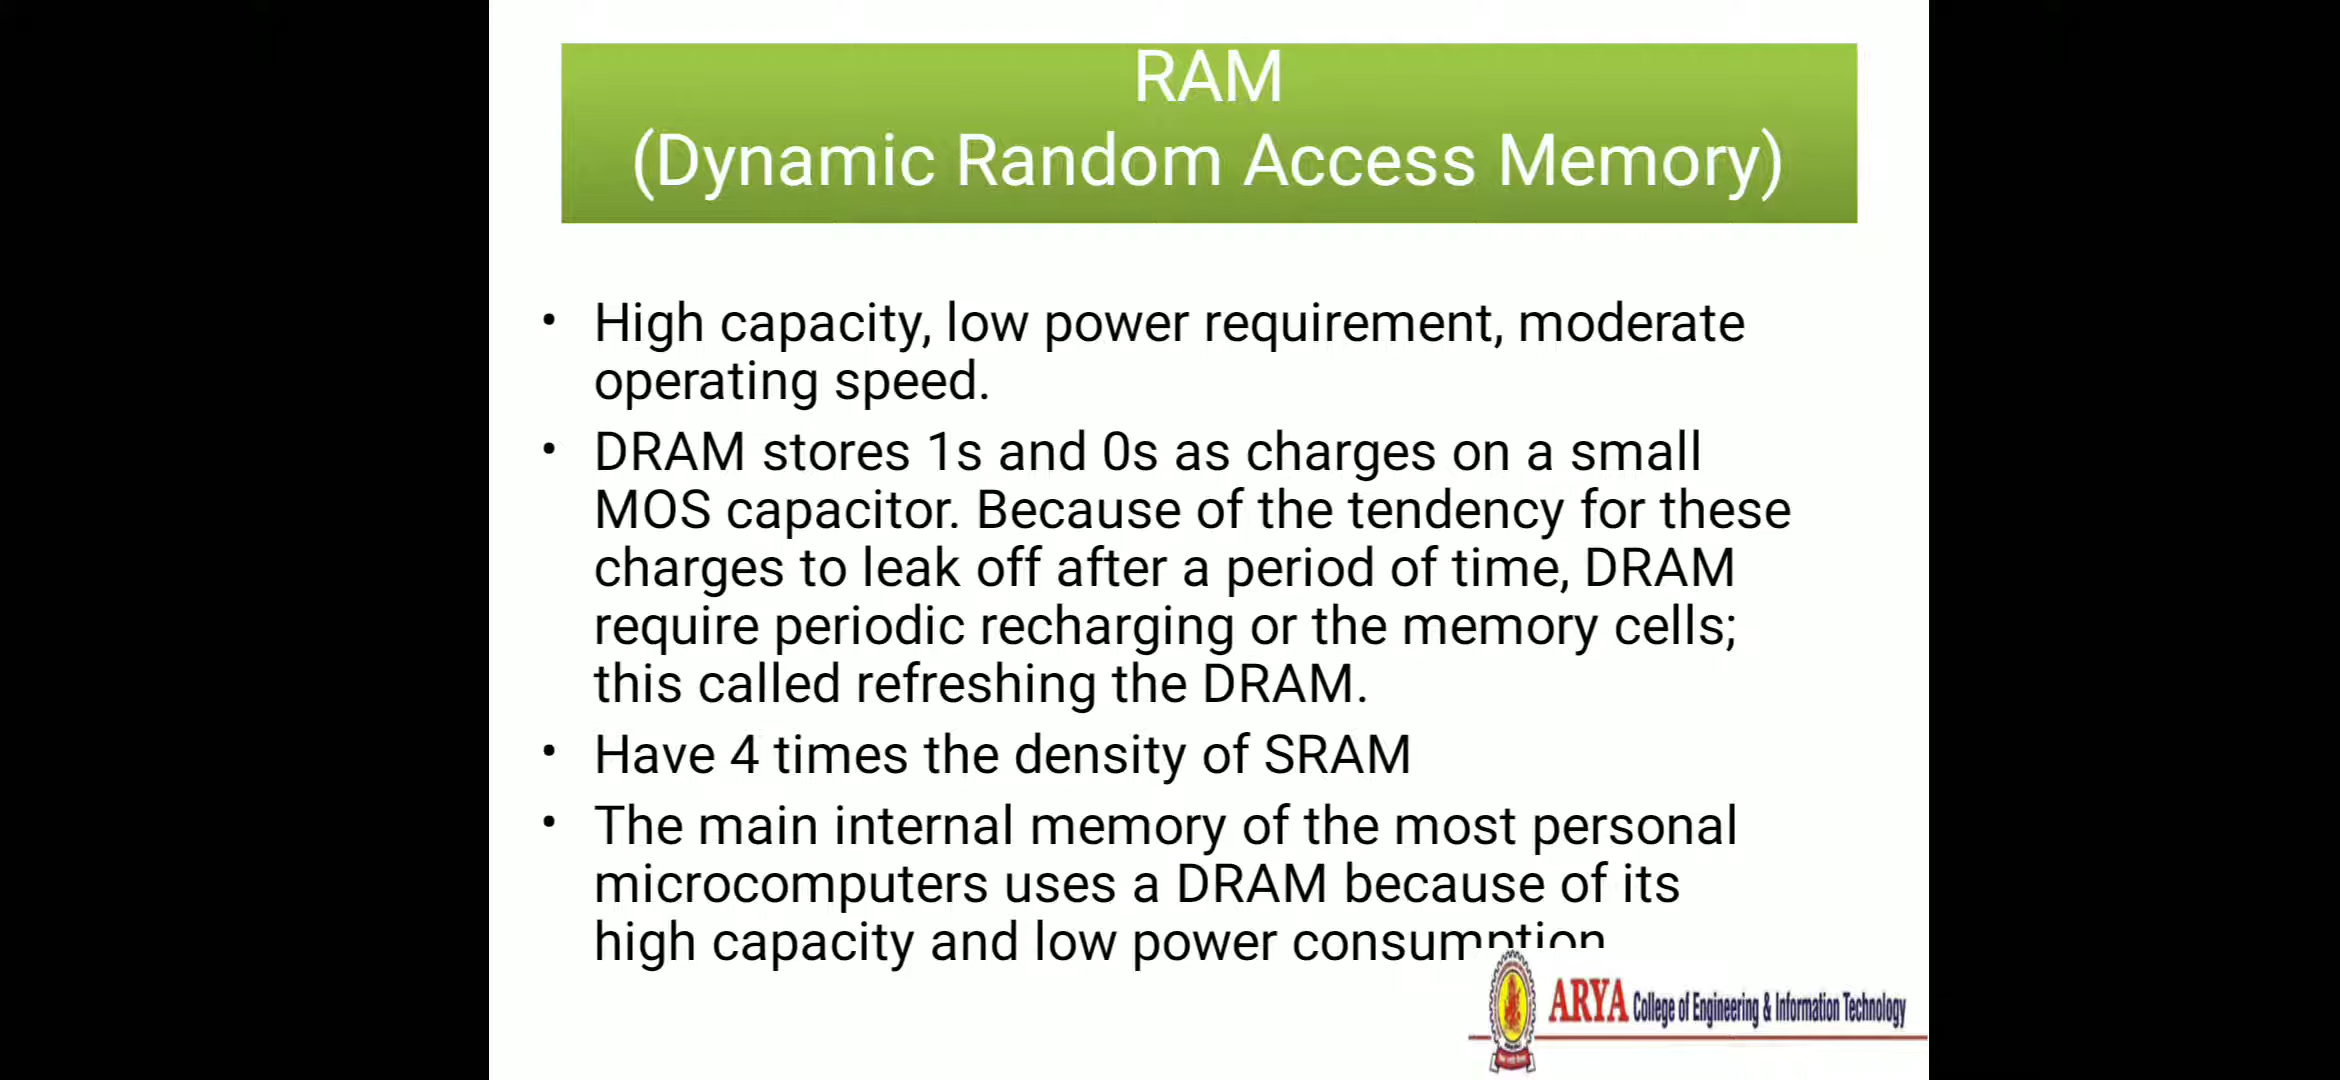 RAM
(Dynamic Random Access Memory)
• High capacity, low power requirement, moderate
operating speed.
• DRAM stores 1s and 0s as charges on a small
MOS capacitor. Because of the tendency for these
charges to leak off after a period of time, DRAM
require periodic recharging or the memory cells;
this called refreshing the DRAM.
• Have 4 times the density of SRAM
• The main internal memory of the most personal
microcomputers uses a DRAM because of its
high capacity and low power consumption
ARYA College of Engineering & Information Technology